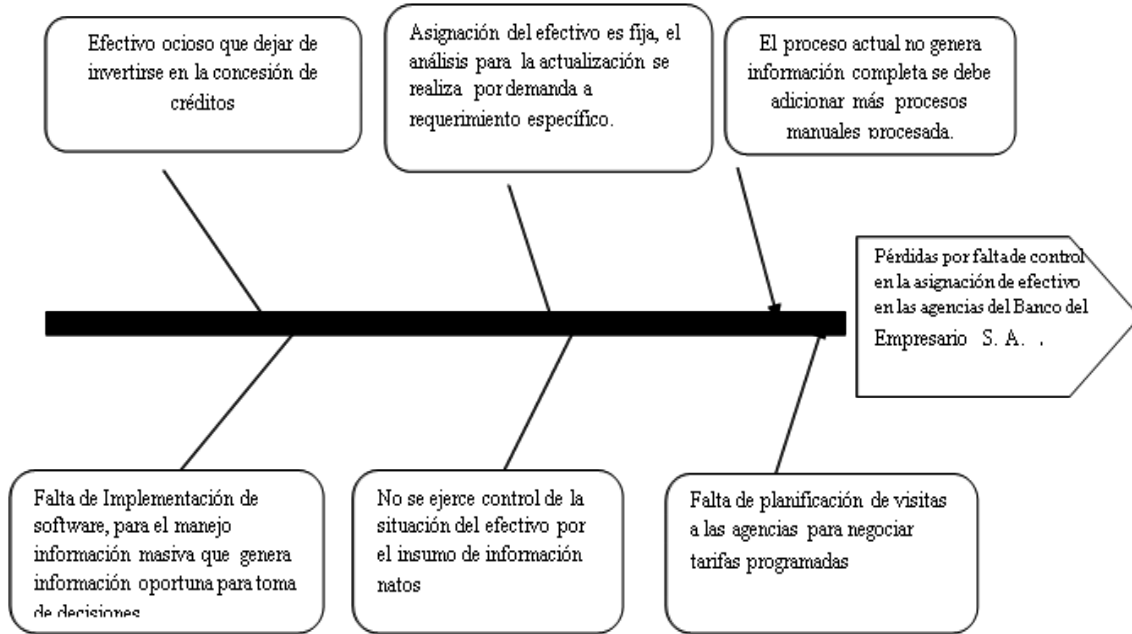 Efectivo ocioso que dejar de
invertirse en la concesión de
créditos
Asignación del efectivo es fija, el
análisis para la actualización se
realiza por demanda a
requerimiento específico.
El proceso actual no genera
información completa se debe
adicionar más procesos
manuales procesada.
Pérdidas por falta de control
en la asignación de efectivo
en las agencias del Banco del
Empresario S. A. .
Falta de Implementación de
software, para el manejo
información masiva que genera
información oportuna para toma
de decisiones
No se ejerce control de la
situación del efectivo por
el insumo de información
natos
Falta de planificación de visitas
a las agencias para negociar
tarifas programadas